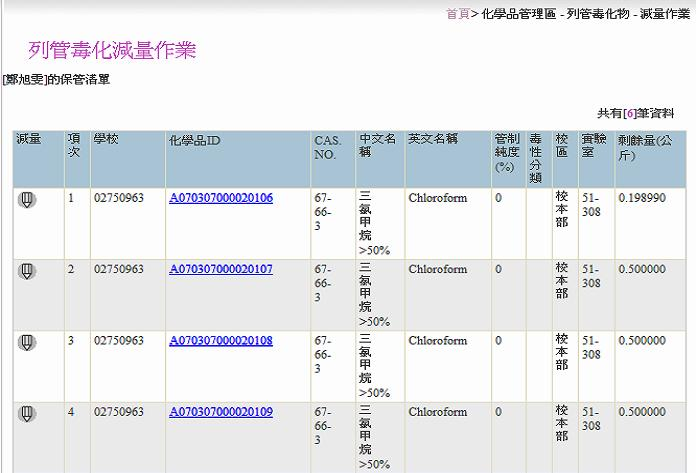 首頁> 化學品管理區 - 列管毒化物 - 減量作業
列管毒化減量作業
[鄭旭雯]的保管清單
共有[6]筆資料
減量 項次 學校 化學品ID CAS. NO. 中文名稱 英文名稱 管制純度(%) 毒性分類 校區 實驗室 剩餘量(公斤)
1 02750963 A070307000020106 67-66-3 三氯甲烷>50% Chloroform 0 校本部 51-308 0.198990
2 02750963 A070307000020107 67-66-3 三氯甲烷>50% Chloroform 0 校本部 51-308 0.500000
3 02750963 A070307000020108 67-66-3 三氯甲烷>50% Chloroform 0 校本部 51-308 0.500000
4 02750963 A070307000020109 67-66-3 三氯甲烷>50% Chloroform 0 校本部 51-308 0.500000